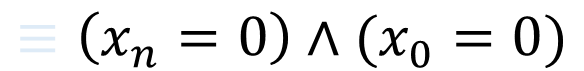 ≡ (xₙ = 0) ∧ (x₀ = 0)